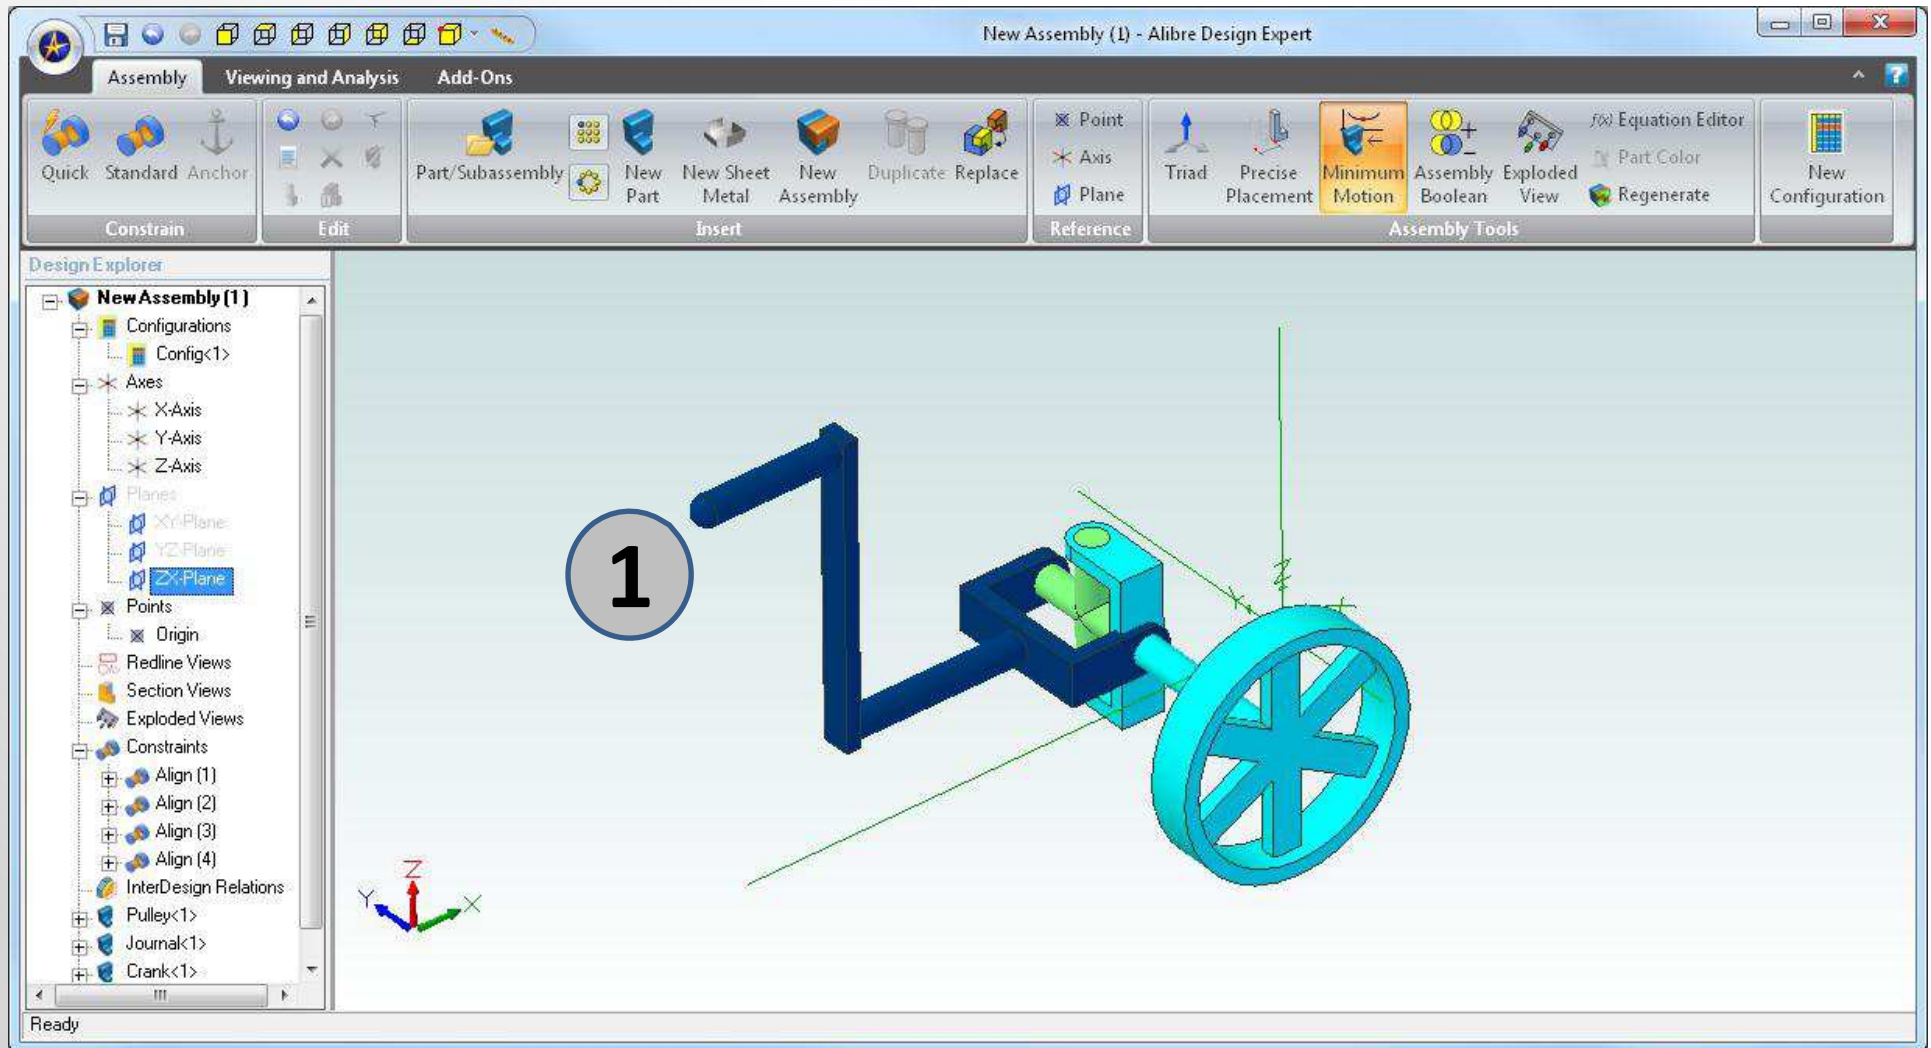 New Assembly (1) - Alibre Design Expert
Assembly Viewing and Analysis Add-Ons
Quick Standard Anchor
Constrain
Edit
Part/Subassembly
New Part
New Sheet Metal
New Assembly
Duplicate Replace
Insert
Point
Axis
Plane
Reference
Triad
Precise Placement
Minimum Motion
Assembly Boolean
Exploded View
f(x) Equation Editor
Part Color
Regenerate
Assembly Tools
New Configuration
Design Explorer
New Assembly (1)
Configurations
Config<1>
Axes
X-Axis
Y-Axis
Z-Axis
Planes
XY-Plane
YZ-Plane
ZX-Plane
Points
Origin
Redline Views
Section Views
Exploded Views
Constraints
Align (1)
Align (2)
Align (3)
Align (4)
InterDesign Relations
Pulley<1>
Journal<1>
Crank<1>
1
Z
Y
X
Z
Y
X
Ready